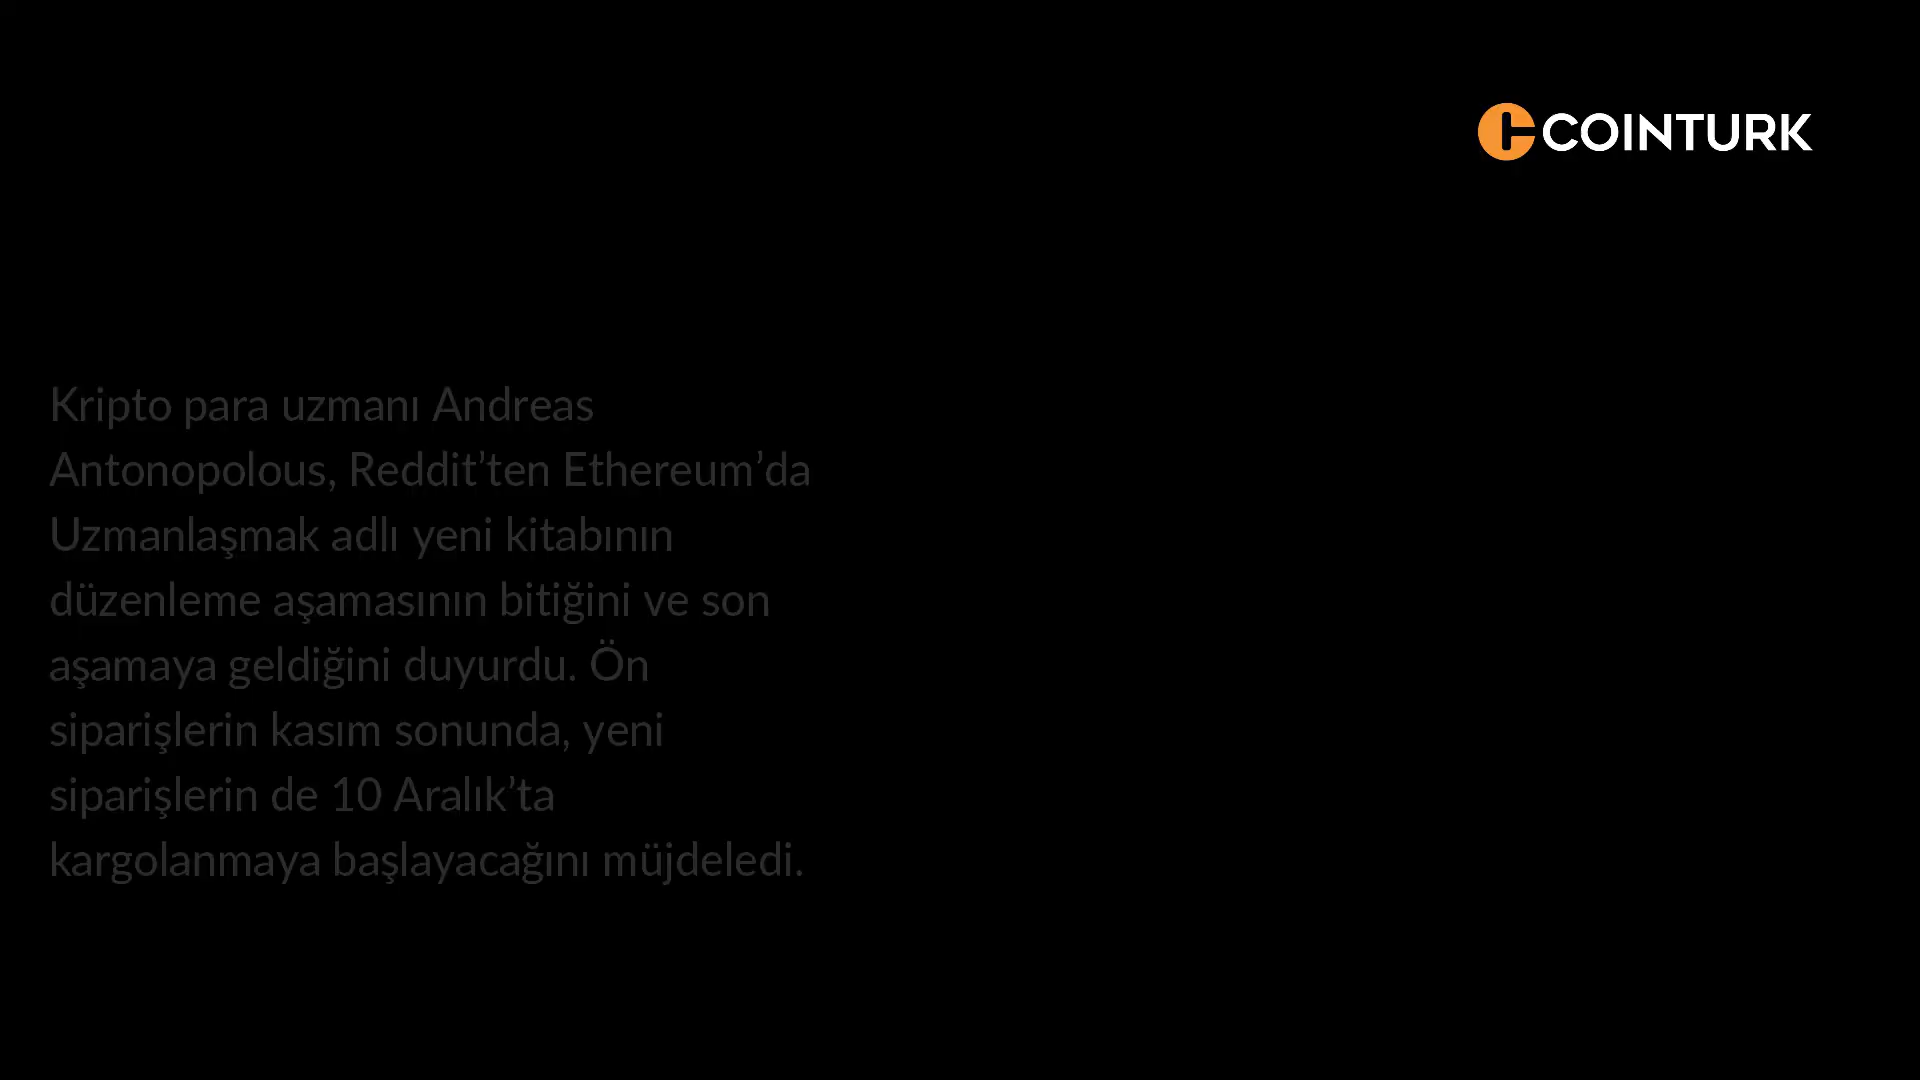 COINTURK
Kripto para uzmanı Andreas
Antonopolous, Reddit’ten Ethereum’da
Uzmanlaşmak adlı yeni kitabının
düzenleme aşamasının bitiğini ve son
aşamaya geldiğini duyurdu. Ön
siparişlerin kasım sonunda, yeni
siparişlerin de 10 Aralık’ta
kargolanmaya başlayacağını müjdeledi.